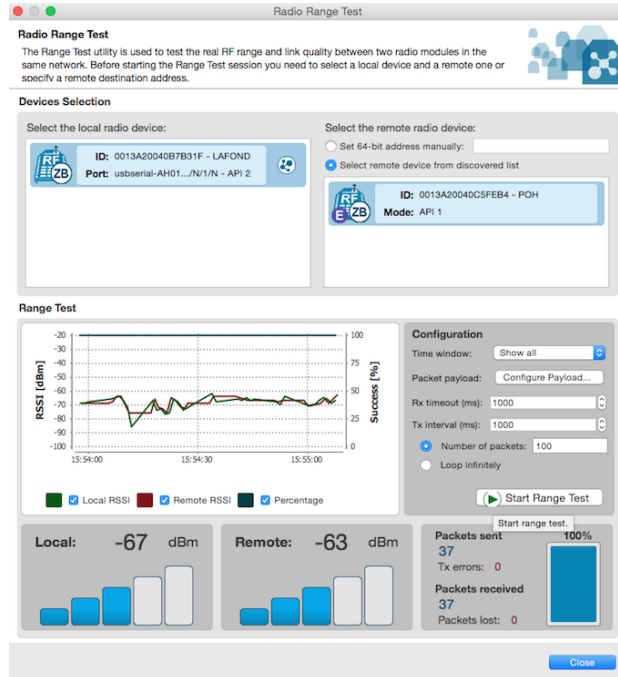 Radio Range Test
Radio Range Test
The Range Test utility is used to test the real RF range and link quality between two radio modules in the
same network. Before starting the Range Test session you need to select a local device and a remote one or
specify a remote destination address.
Devices Selection
Select the local radio device:
RF
ZB
ID: 0013A20040B7B31F - LAFOND
Port: usbserial-AH01.../N/1/N - API 2
Select the remote radio device:
Set 64-bit address manually:
Select remote device from discovered list
RF
E ZB
ID: 0013A20040C5FEB4 - POH
Mode: API 1
Range Test
RSSI [dBm]
-20
-30
-40
-50
-60
-70
-80
-90
-100
100
75
50
25
0
Success [%]
15:54:00 15:54:30 15:55:00
Local RSSI Remote RSSI Percentage
Configuration
Time window: Show all
Packet payload: Configure Payload...
Rx timeout (ms): 1000
Tx interval (ms): 1000
Number of packets: 100
Loop infinitely
Start Range Test
Start range test.
Local: -67 dBm
Remote: -63 dBm
Packets sent
37
Tx errors: 0
Packets received
37
Packets lost: 0
100%
Close